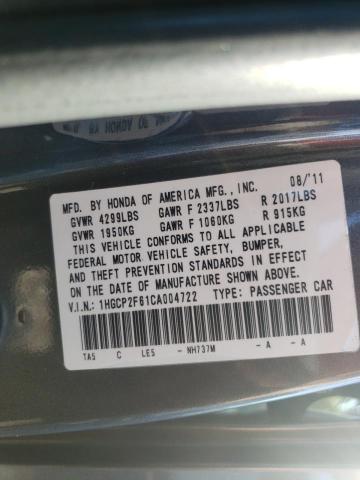 MFD. BY HONDA OF AMERICA MFG., INC. 08/'11
GVWR 4299LBS GAWR F 2337LBS R 2017LBS
GVWR 1950KG GAWR F 1060KG R 915KG
THIS VEHICLE CONFORMS TO ALL APPLICABLE
FEDERAL MOTOR VEHICLE SAFETY, BUMPER,
AND THEFT PREVENTION STANDARDS IN EFFECT
ON THE DATE OF MANUFACTURE SHOWN ABOVE.
V.I.N.: 1HGCP2F61CA004722 TYPE: PASSENGER CAR
TA5 C LE5 - NH737M - A - A